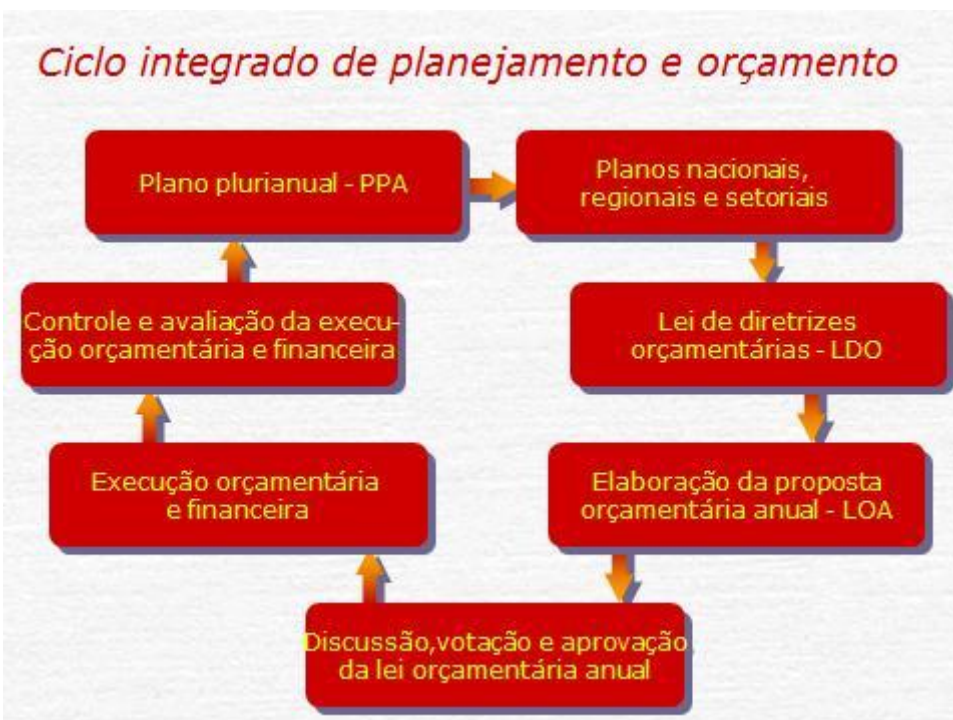 Ciclo integrado de planejamento e orçamento
Plano plurianual - PPA
Planos nacionais,
regionais e setoriais
Lei de diretrizes
orçamentárias - LDO
Elaboração da proposta
orçamentária anual - LOA
Discussão,votação e aprovação
da lei orçamentária anual
Execução orçamentária
e financeira
Controle e avaliação da execu-
ção orçamentária e financeira